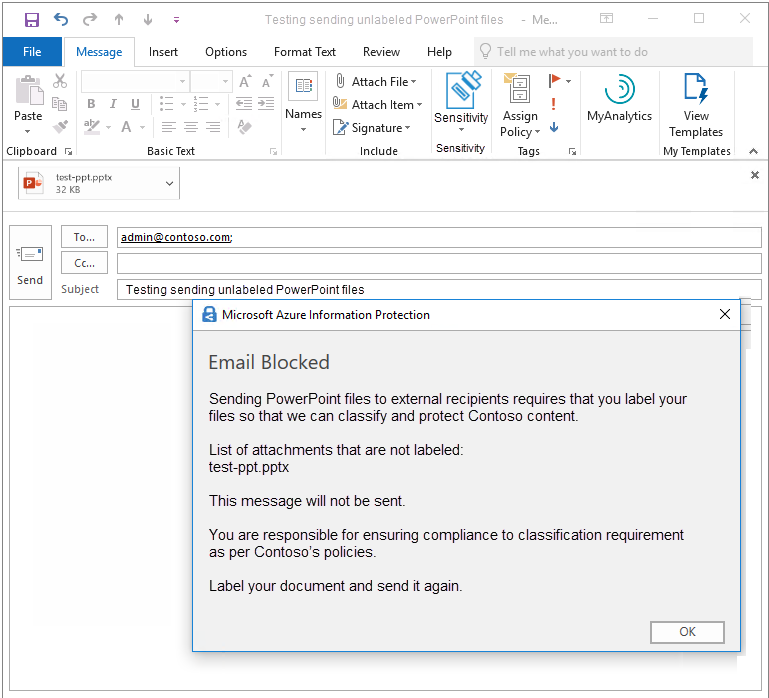 Testing sending unlabeled PowerPoint files - Me...
File Message Insert Options Format Text Review Help Tell me what you want to do
Paste
Clipboard
B I U
ab A
A A
Basic Text
Names
Attach File
Attach Item
Signature
Include
Sensitivity
Sensitivity
Assign
Policy
Tags
MyAnalytics
View
Templates
My Templates
test-ppt.pptx
32 KB
Send
To... admin@contoso.com;
Cc...
Subject Testing sending unlabeled PowerPoint files
Microsoft Azure Information Protection
Email Blocked
Sending PowerPoint files to external recipients requires that you label your
files so that we can classify and protect Contoso content.
List of attachments that are not labeled:
test-ppt.pptx
This message will not be sent.
You are responsible for ensuring compliance to classification requirement
as per Contoso's policies.
Label your document and send it again.
OK